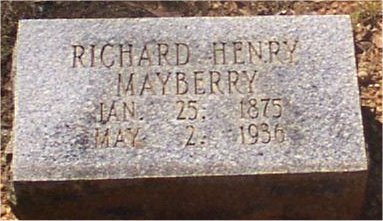 RICHARD HENRY
MAYBERRY
JAN. 25. 1875
MAY 2. 1936